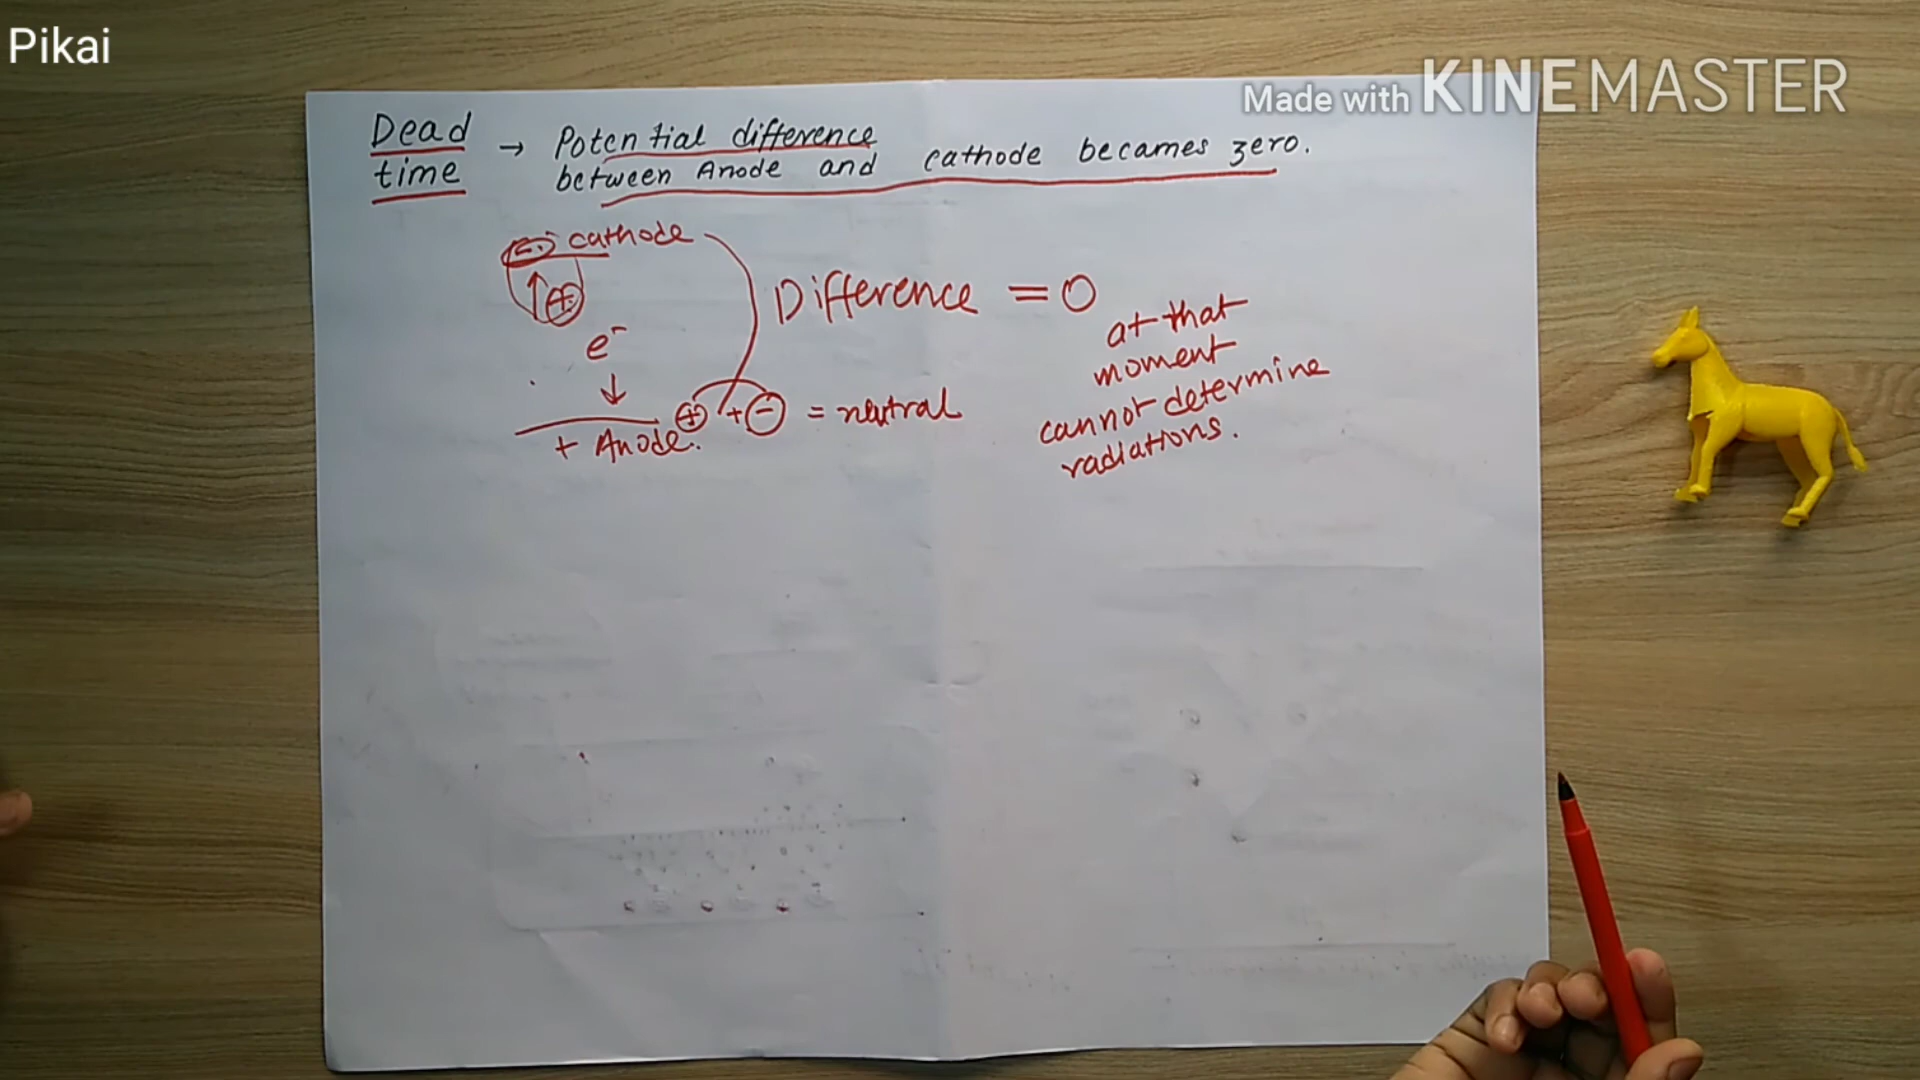 Pikai
Made with KINEMASTER
Dead
time
→ Potential difference
between Anode and cathode becames zero.
(-) cathode
↑ (+)
Difference = 0
at that
moment
cannot determine
radiations.
e⁻
↓
+ Anode.
(+) + (-) = neutral